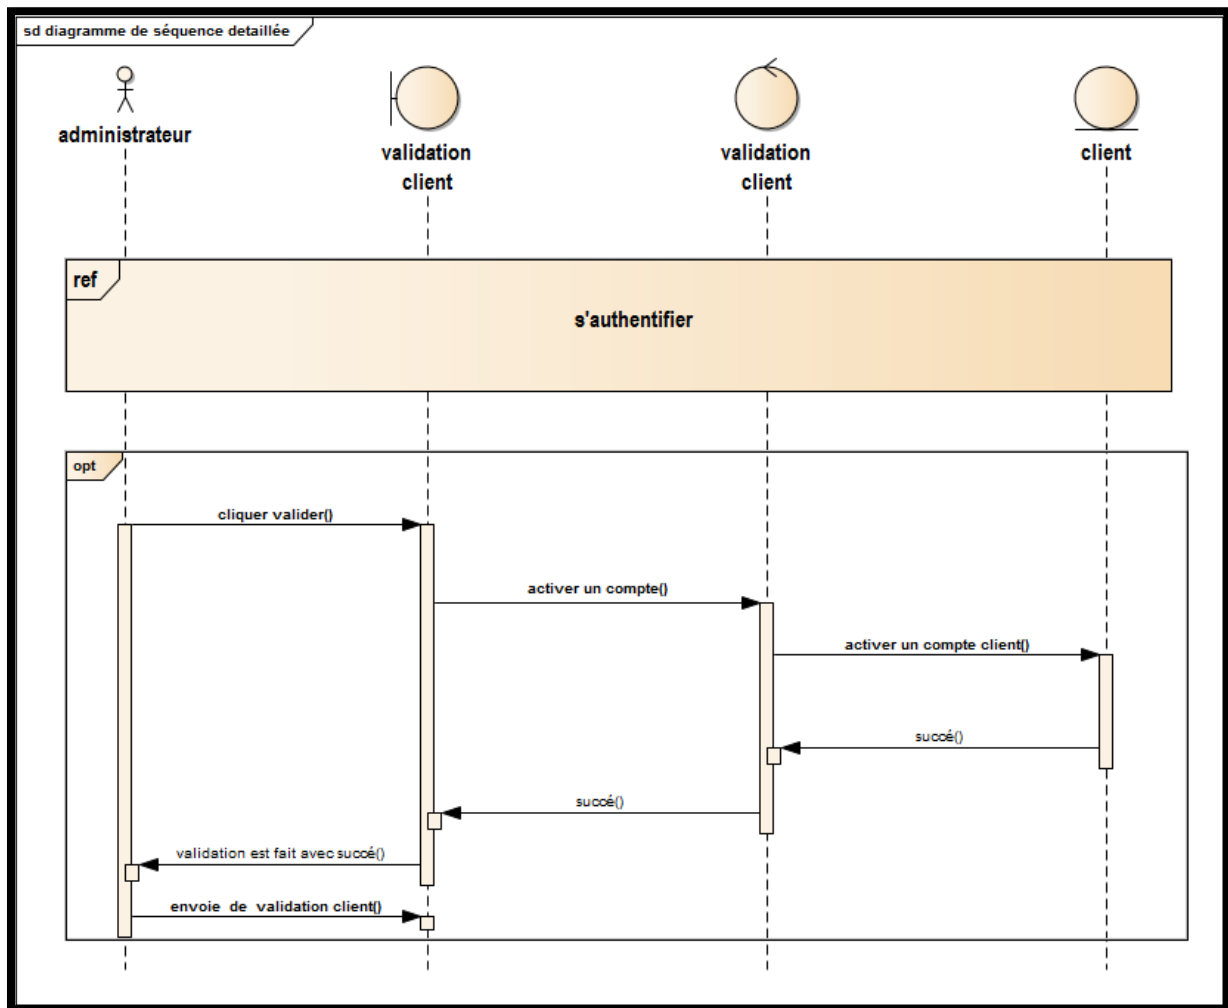 sd diagramme de séquence detaillée
administrateur
validation
client
validation
client
client
ref
s'authentifier
opt
cliquer valider()
activer un compte()
activer un compte client()
succé()
succé()
validation est fait avec succé()
envoie de validation client()